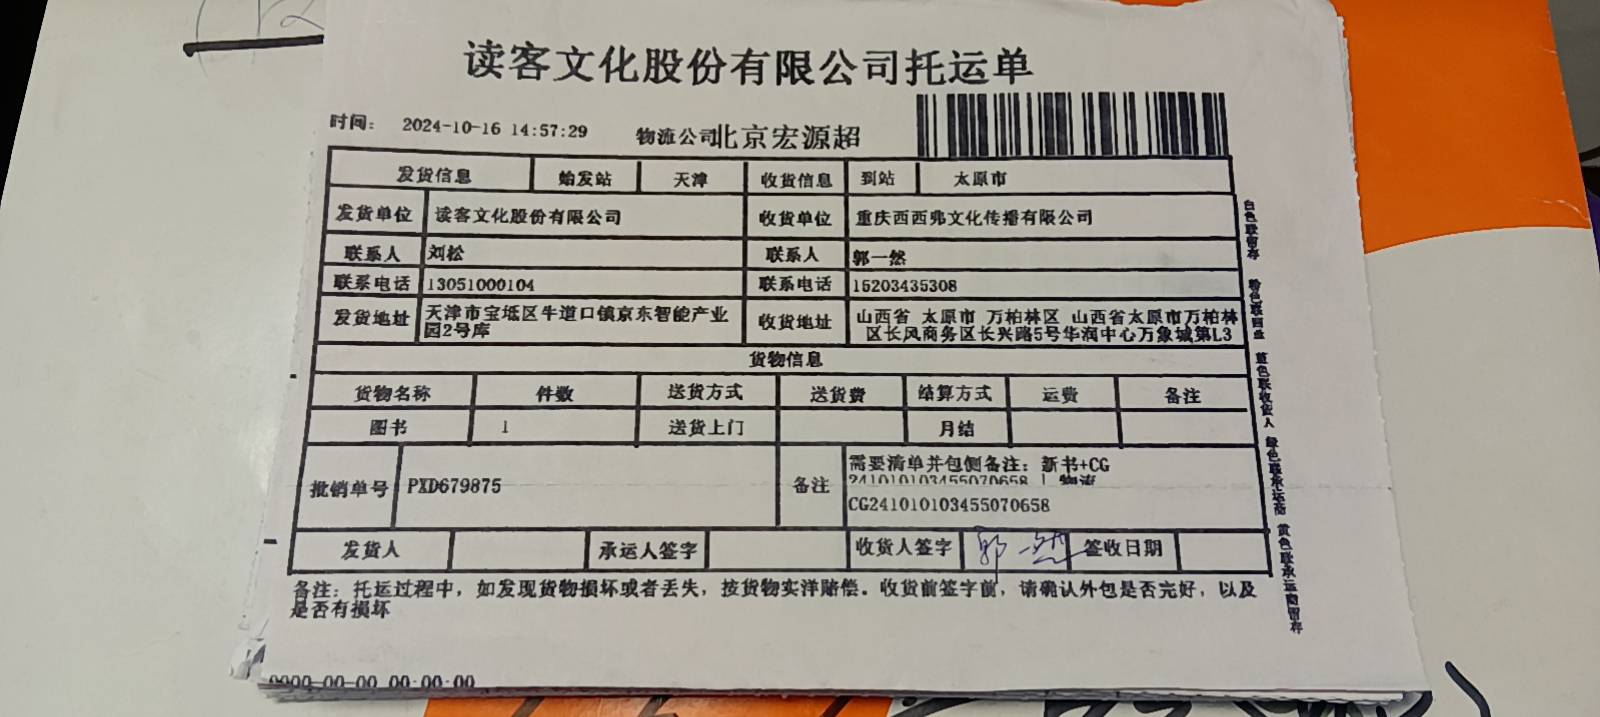 读客文化股份有限公司托运单
时间： 2024-10-16 14:57:29 物流公司北京宏源超
发货信息 始发站 天津 收货信息 到站 太原市
发货单位 读客文化股份有限公司 收货单位 重庆西西弗文化传播有限公司
联系人 刘松 联系人 郭一然
联系电话 13051000104 联系电话 15203435308
发货地址 天津市宝坻区牛道口镇京东智能产业 收货地址 山西省 太原市 万柏林区 山西省太原市万柏林
园2号库 区长风商务区长兴路5号华润中心万象城第L3
货物信息
货物名称 件数 送货方式 送货费 结算方式 运费 备注
图书 1 送货上门 月结
批销单号 PXD679875 备注 需要清单并包侧备注：新书+CG
241010103455070658 | 物流
CG241010103455070658
发货人 承运人签字 收货人签字 郭一然 签收日期
备注：托运过程中，如发现货物损坏或者丢失，按货物实洋赔偿。收货前签字前，请确认外包是否完好，以及
是否有损坏
白色联留存 粉色联回单 蓝色联收货人 绿色联承运商 黄色联承运商留存
0000-00-00 00:00:00